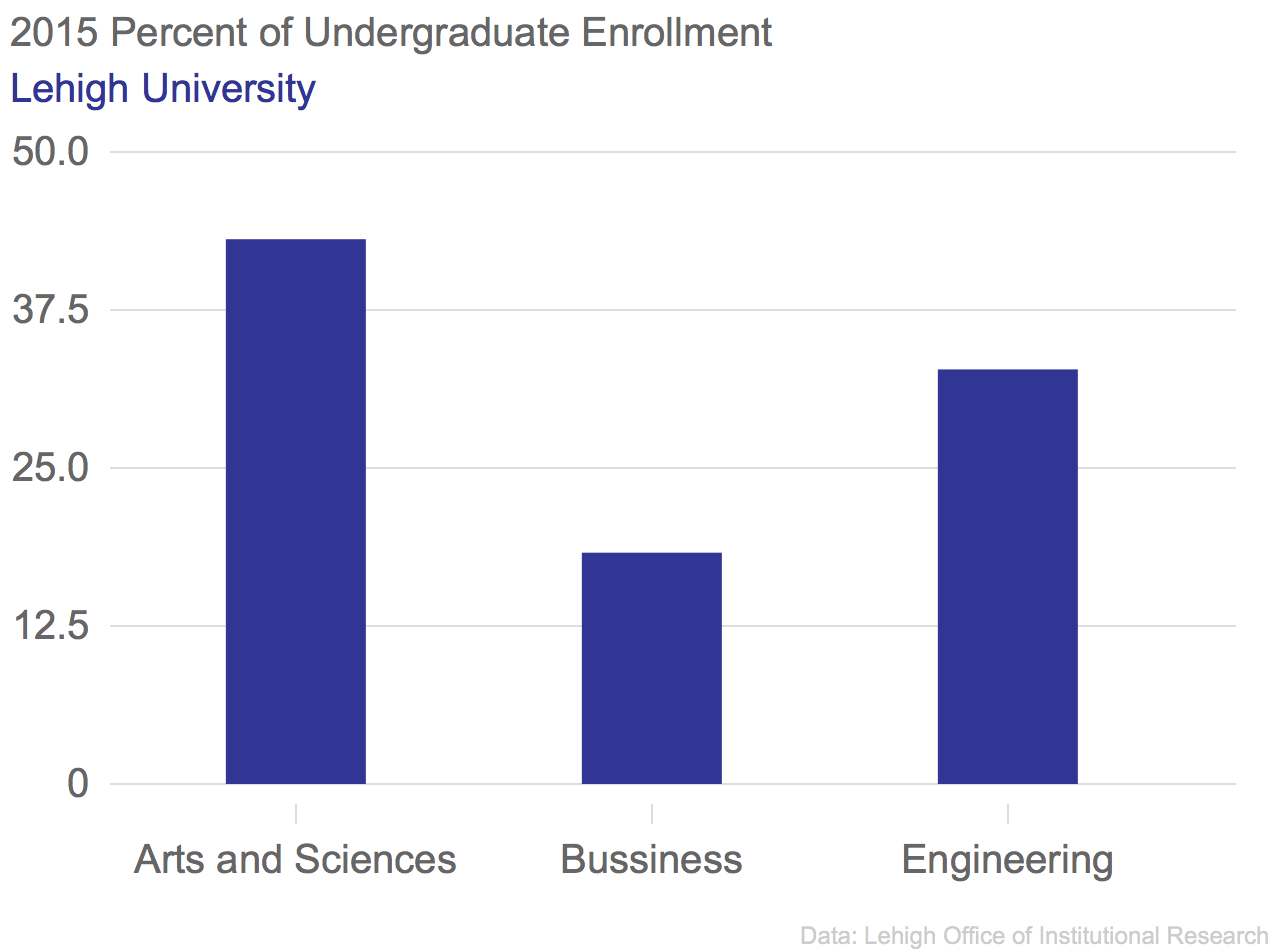 2015 Percent of Undergraduate Enrollment
Lehigh University
50.0
37.5
25.0
12.5
0
Arts and Sciences Bussiness Engineering
Data: Lehigh Office of Institutional Research